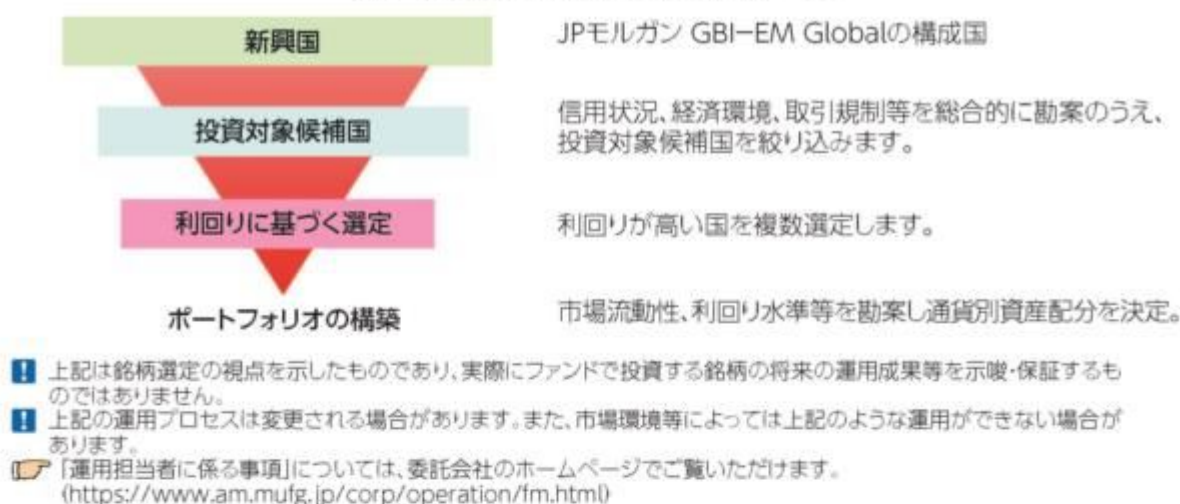 新興国
JPモルガン GBI-EM Globalの構成国
投資対象候補国
信用状況、経済環境、取引規制等を総合的に勘案のうえ、
投資対象候補国を絞り込みます。
利回りに基づく選定
利回りが高い国を複数選定します。
ポートフォリオの構築
市場流動性、利回り水準等を勘案し通貨別資産配分を決定。
上記は銘柄選定の視点を示したものであり、実際にファンドで投資する銘柄の将来の運用成果等を示唆・保証するも
のではありません。
上記の運用プロセスは変更される場合があります。また、市場環境等によっては上記のような運用ができない場合が
あります。
「運用担当者に係る事項」については、委託会社のホームページでご覧いただけます。
(https://www.am.mufg.jp/corp/operation/fm.html)